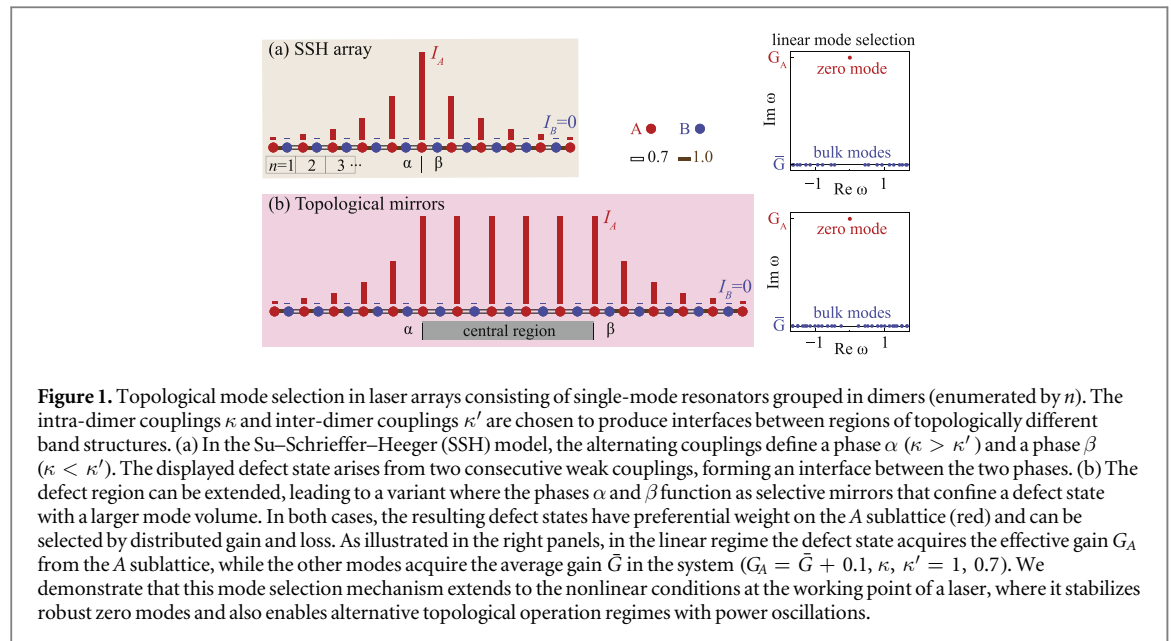 (a) SSH array
I_A
I_B=0
n=1 2 3 ...
α β
A B
0.7 1.0
linear mode selection
G_A
zero mode
Im ω
Ḡ
bulk modes
−1 1
Re ω
(b) Topological mirrors
I_A
I_B=0
α central region β
G_A
zero mode
Im ω
Ḡ
bulk modes
−1 1
Re ω
Figure 1. Topological mode selection in laser arrays consisting of single-mode resonators grouped in dimers (enumerated by n). The
intra-dimer couplings κ and inter-dimer couplings κ′ are chosen to produce interfaces between regions of topologically different
band structures. (a) In the Su–Schrieffer–Heeger (SSH) model, the alternating couplings define a phase α (κ > κ′) and a phase β
(κ < κ′). The displayed defect state arises from two consecutive weak couplings, forming an interface between the two phases. (b) The
defect region can be extended, leading to a variant where the phases α and β function as selective mirrors that confine a defect state
with a larger mode volume. In both cases, the resulting defect states have preferential weight on the A sublattice (red) and can be
selected by distributed gain and loss. As illustrated in the right panels, in the linear regime the defect state acquires the effective gain G_A
from the A sublattice, while the other modes acquire the average gain Ḡ in the system (G_A = Ḡ + 0.1, κ, κ′ = 1, 0.7). We
demonstrate that this mode selection mechanism extends to the nonlinear conditions at the working point of a laser, where it stabilizes
robust zero modes and also enables alternative topological operation regimes with power oscillations.